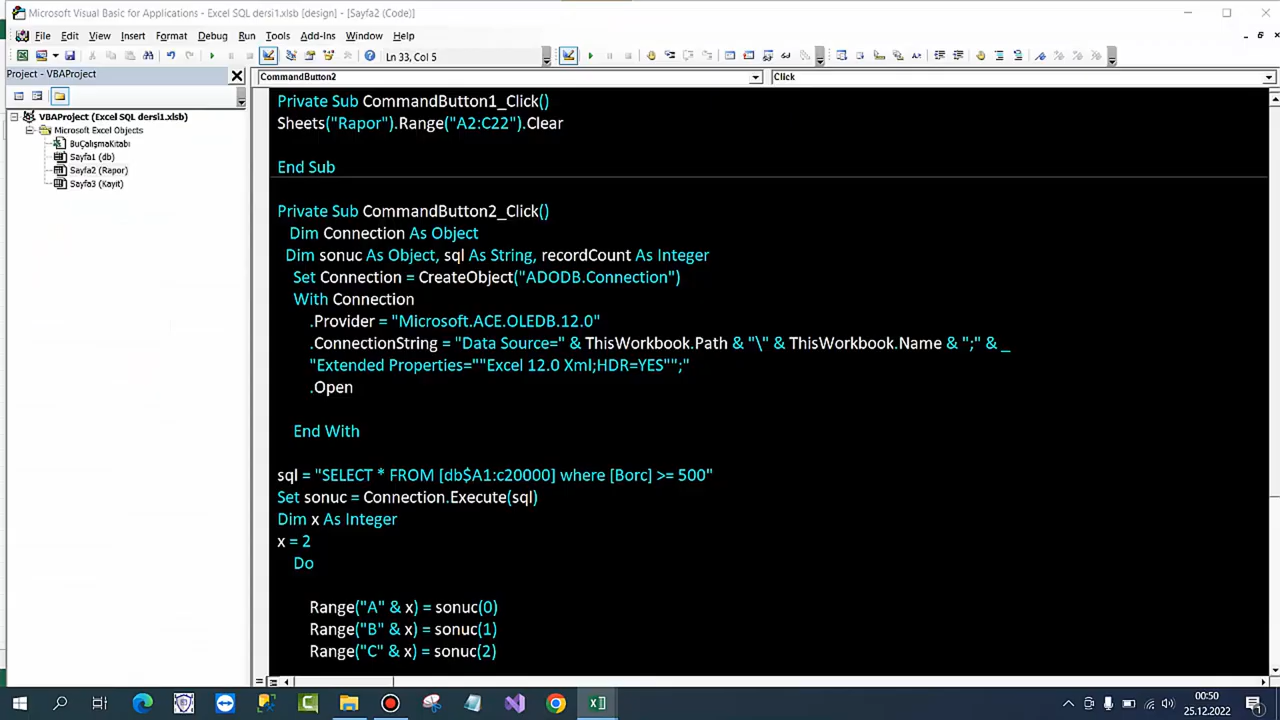 Microsoft Visual Basic for Applications - Excel SQL dersi1.xlsb [design] - [Sayfa2 (Code)]
File Edit View Insert Format Debug Run Tools Add-Ins Window Help
Ln 33, Col 5
Project - VBAProject
CommandButton2
Click
VBAProject (Excel SQL dersi1.xlsb)
Microsoft Excel Objects
BuÇalışmaKitabı
Sayfa1 (db)
Sayfa2 (Rapor)
Sayfa3 (Kayit)
Private Sub CommandButton1_Click()
Sheets("Rapor").Range("A2:C22").Clear
End Sub
Private Sub CommandButton2_Click()
Dim Connection As Object
Dim sonuc As Object, sql As String, recordCount As Integer
Set Connection = CreateObject("ADODB.Connection")
With Connection
.Provider = "Microsoft.ACE.OLEDB.12.0"
.ConnectionString = "Data Source=" & ThisWorkbook.Path & "\" & ThisWorkbook.Name & ";" & _
"Extended Properties=""Excel 12.0 Xml;HDR=YES"";"
.Open
End With
sql = "SELECT * FROM [db$A1:c20000] where [Borc] >= 500"
Set sonuc = Connection.Execute(sql)
Dim x As Integer
x = 2
Do
Range("A" & x) = sonuc(0)
Range("B" & x) = sonuc(1)
Range("C" & x) = sonuc(2)
00:50
25.12.2022